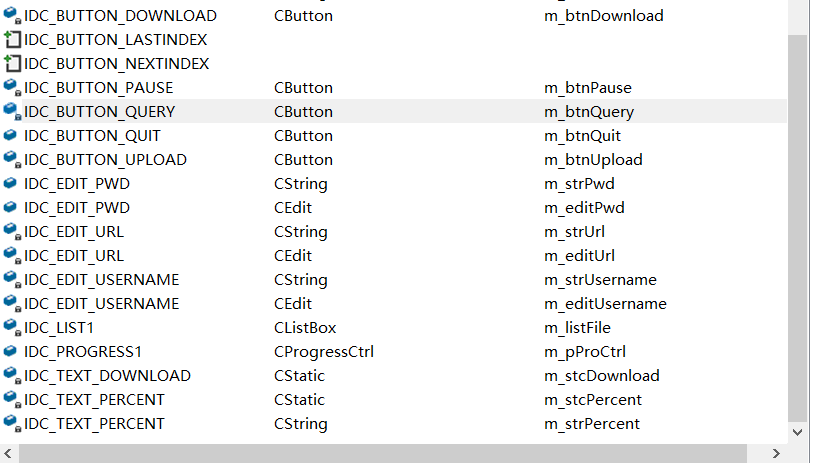 IDC_BUTTON_DOWNLOAD CButton m_btnDownload
IDC_BUTTON_LASTINDEX
IDC_BUTTON_NEXTINDEX
IDC_BUTTON_PAUSE CButton m_btnPause
IDC_BUTTON_QUERY CButton m_btnQuery
IDC_BUTTON_QUIT CButton m_btnQuit
IDC_BUTTON_UPLOAD CButton m_btnUpload
IDC_EDIT_PWD CString m_strPwd
IDC_EDIT_PWD CEdit m_editPwd
IDC_EDIT_URL CString m_strUrl
IDC_EDIT_URL CEdit m_editUrl
IDC_EDIT_USERNAME CString m_strUsername
IDC_EDIT_USERNAME CEdit m_editUsername
IDC_LIST1 CListBox m_listFile
IDC_PROGRESS1 CProgressCtrl m_pProCtrl
IDC_TEXT_DOWNLOAD CStatic m_stcDownload
IDC_TEXT_PERCENT CStatic m_stcPercent
IDC_TEXT_PERCENT CString m_strPercent